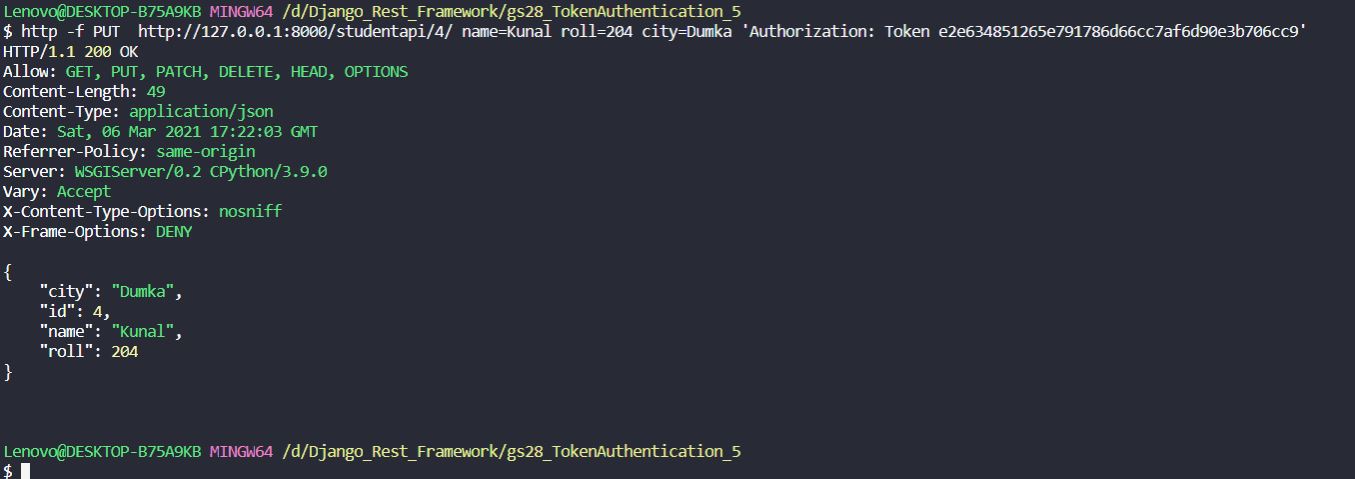 Lenovo@DESKTOP-B75A9KB MINGW64 /d/Django_Rest_Framework/gs28_TokenAuthentication_5
$ http -f PUT  http://127.0.0.1:8000/studentapi/4/ name=Kunal roll=204 city=Dumka 'Authorization: Token e2e634851265e791786d66cc7af6d90e3b706cc9'
HTTP/1.1 200 OK
Allow: GET, PUT, PATCH, DELETE, HEAD, OPTIONS
Content-Length: 49
Content-Type: application/json
Date: Sat, 06 Mar 2021 17:22:03 GMT
Referrer-Policy: same-origin
Server: WSGIServer/0.2 CPython/3.9.0
Vary: Accept
X-Content-Type-Options: nosniff
X-Frame-Options: DENY

{
    "city": "Dumka",
    "id": 4,
    "name": "Kunal",
    "roll": 204
}

Lenovo@DESKTOP-B75A9KB MINGW64 /d/Django_Rest_Framework/gs28_TokenAuthentication_5
$